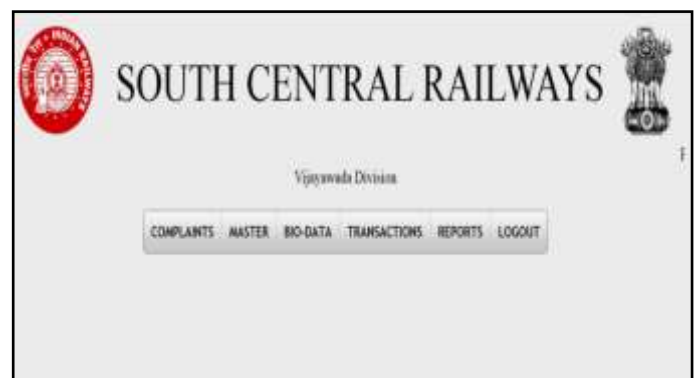 SOUTH CENTRAL RAILWAYS
F
Vijayawada Division
COMPLAINTS MASTER BIO-DATA TRANSACTIONS REPORTS LOGOUT